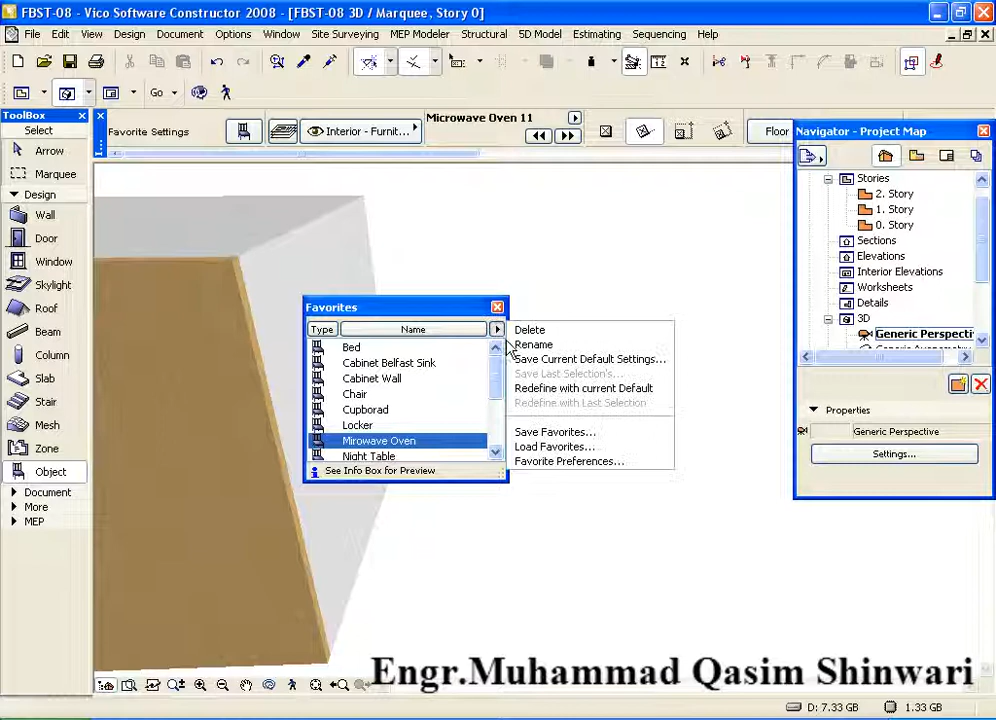 FBST-08 - Vico Software Constructor 2008 - [FBST-08 3D / Marquee, Story 0]
File Edit View Design Document Options Window Site Surveying MEP Modeler Structural 5D Model Estimating Sequencing Help
Go
ToolBox
Select
Arrow
Marquee
Design
Wall
Door
Window
Skylight
Roof
Beam
Column
Slab
Stair
Mesh
Zone
Object
Document
More
MEP
Favorite Settings
Interior - Furnit...
Microwave Oven 11
Floor
Favorites
Type Name
Bed
Cabinet Belfast Sink
Cabinet Wall
Chair
Cupborad
Locker
Mirowave Oven
Night Table
See Info Box for Preview
Delete
Rename
Save Current Default Settings...
Save Last Selection's...
Redefine with current Default
Redefine with Last Selection
Save Favorites...
Load Favorites...
Favorite Preferences...
Navigator - Project Map
Stories
2. Story
1. Story
0. Story
Sections
Elevations
Interior Elevations
Worksheets
Details
3D
Generic Perspecti
Properties
Generic Perspective
Settings...
Engr.Muhammad Qasim Shinwari
D: 7.33 GB
1.33 GB